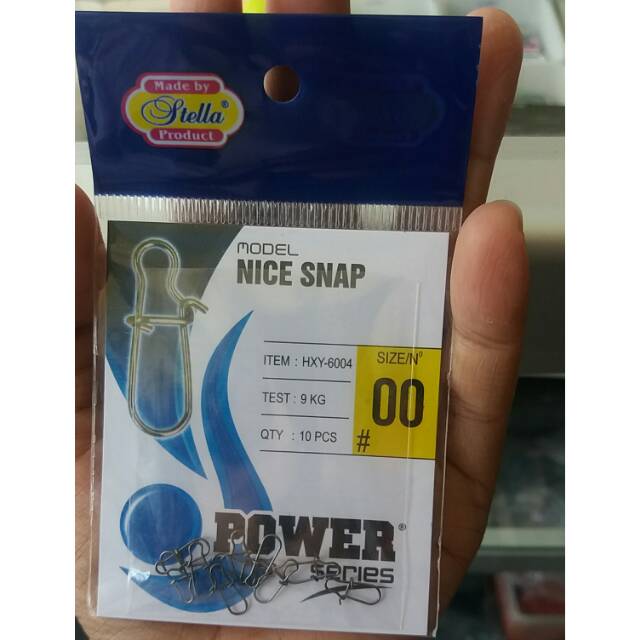 Made by
Stella®
Product
MODEL
NICE SNAP
ITEM : HXY-6004
TEST : 9 KG
QTY : 10 PCS
SIZE/Nº
# 00
POWER®
series